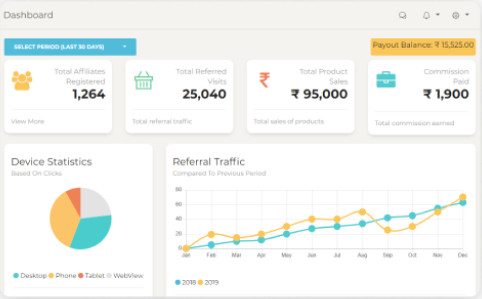 Dashboard
SELECT PERIOD (LAST 30 DAYS)
Payout Balance: ₹ 15,525.00
Total Affiliates
Registered
1,264
View More
Total Referred
Visits
25,040
Total referral traffic
Total Product
Sales
₹ 95,000
Total sales of products
Commission
Paid
₹ 1,900
Total commission earned
Device Statistics
Based On Clicks
Desktop Phone Tablet WebView
Referral Traffic
Compared To Previous Period
80
60
40
20
0
Jan Feb Mar Apr May Jun Jul Aug Sep Oct Nov Dec
2018 2019